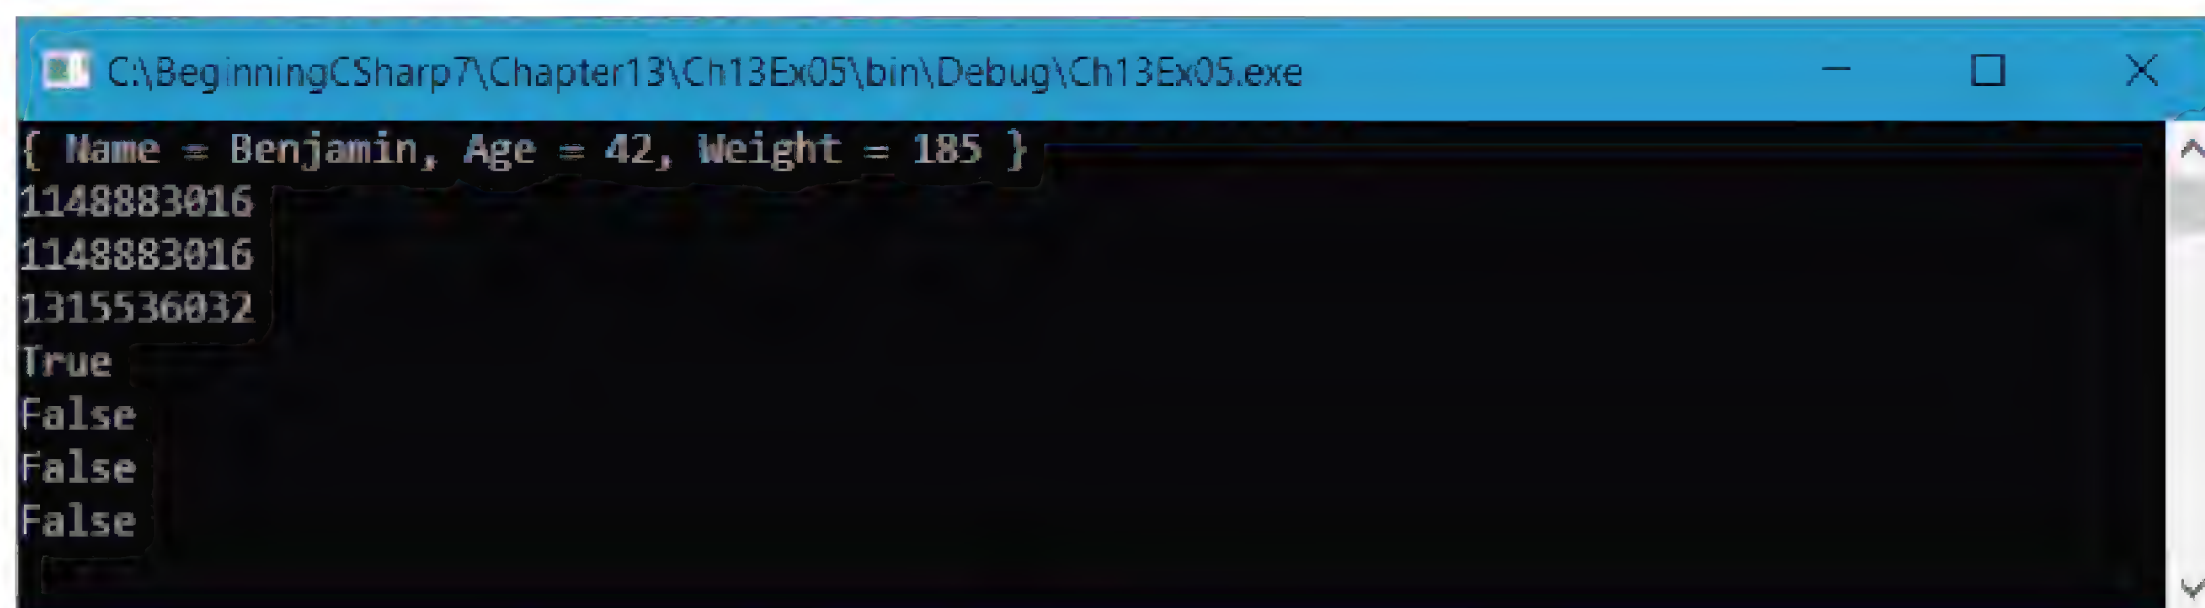 C:\BeginningCSharp7\Chapter13\Ch13Ex05\bin\Debug\Ch13Ex05.exe
{ Name = Benjamin, Age = 42, Weight = 185 }
1148883016
1148883016
1315536032
True
False
False
False